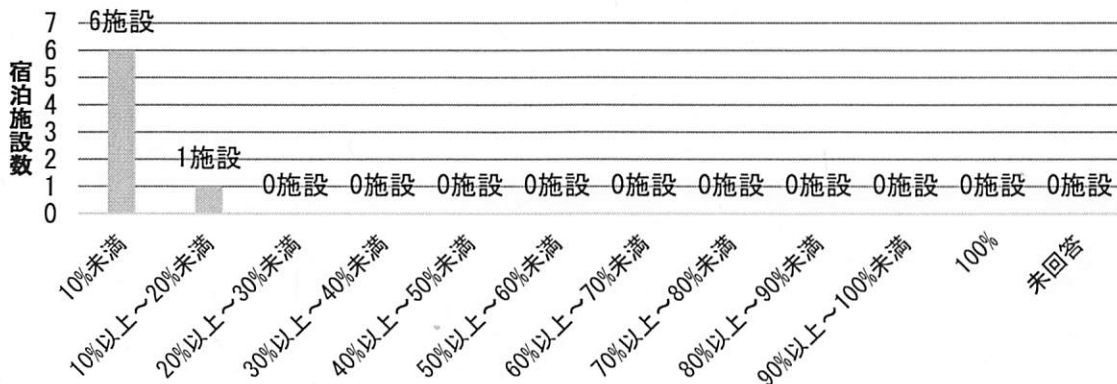 宿泊施設数
7
6
5
4
3
2
1
0
6施設
1施設
0施設
0施設
0施設
0施設
0施設
0施設
0施設
0施設
0施設
0施設
10%未満
10%以上～20%未満
20%以上～30%未満
30%以上～40%未満
40%以上～50%未満
50%以上～60%未満
60%以上～70%未満
70%以上～80%未満
80%以上～90%未満
90%以上～100%未満
100%
未回答